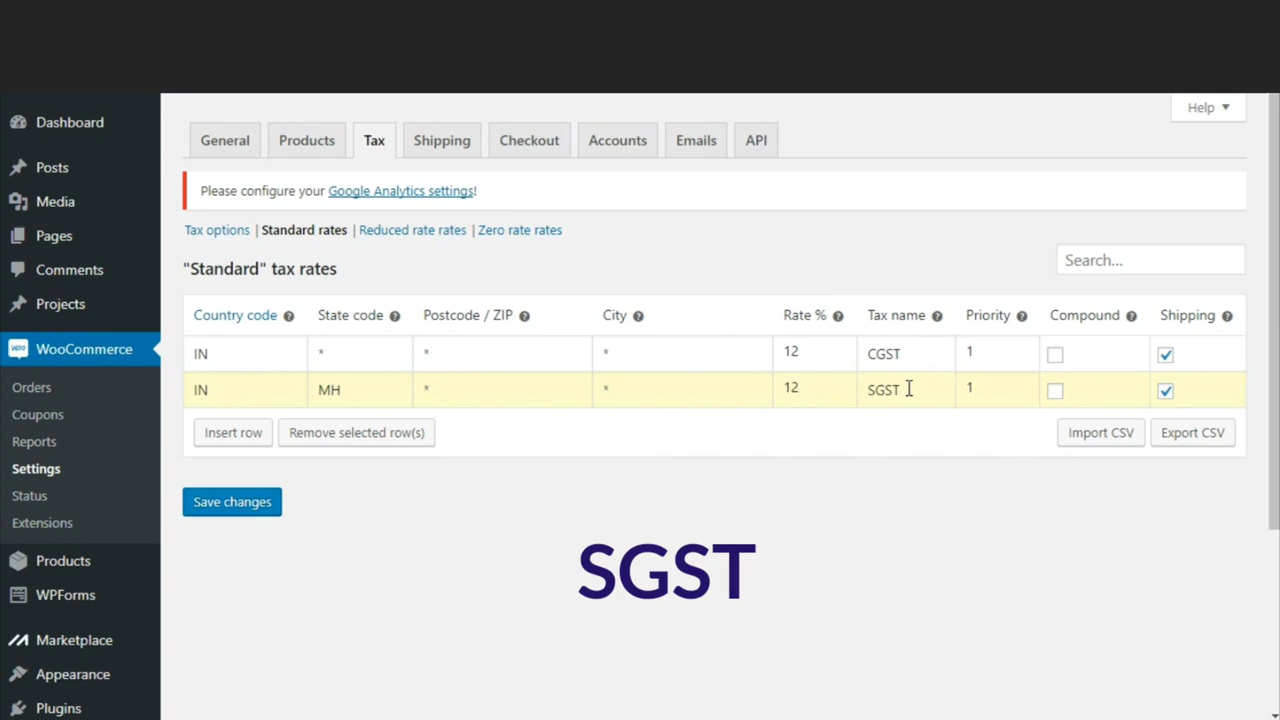 Help
Dashboard
Posts
Media
Pages
Comments
Projects
WooCommerce
Orders
Coupons
Reports
Settings
Status
Extensions
Products
WPForms
Marketplace
Appearance
Plugins
General Products Tax Shipping Checkout Accounts Emails API
Please configure your Google Analytics settings!
Tax options | Standard rates | Reduced rate rates | Zero rate rates
"Standard" tax rates
Search...
Country code State code Postcode / ZIP City Rate % Tax name Priority Compound Shipping
IN * * * 12 CGST 1
IN MH * * 12 SGST 1
Insert row Remove selected row(s) Import CSV Export CSV
Save changes
SGST